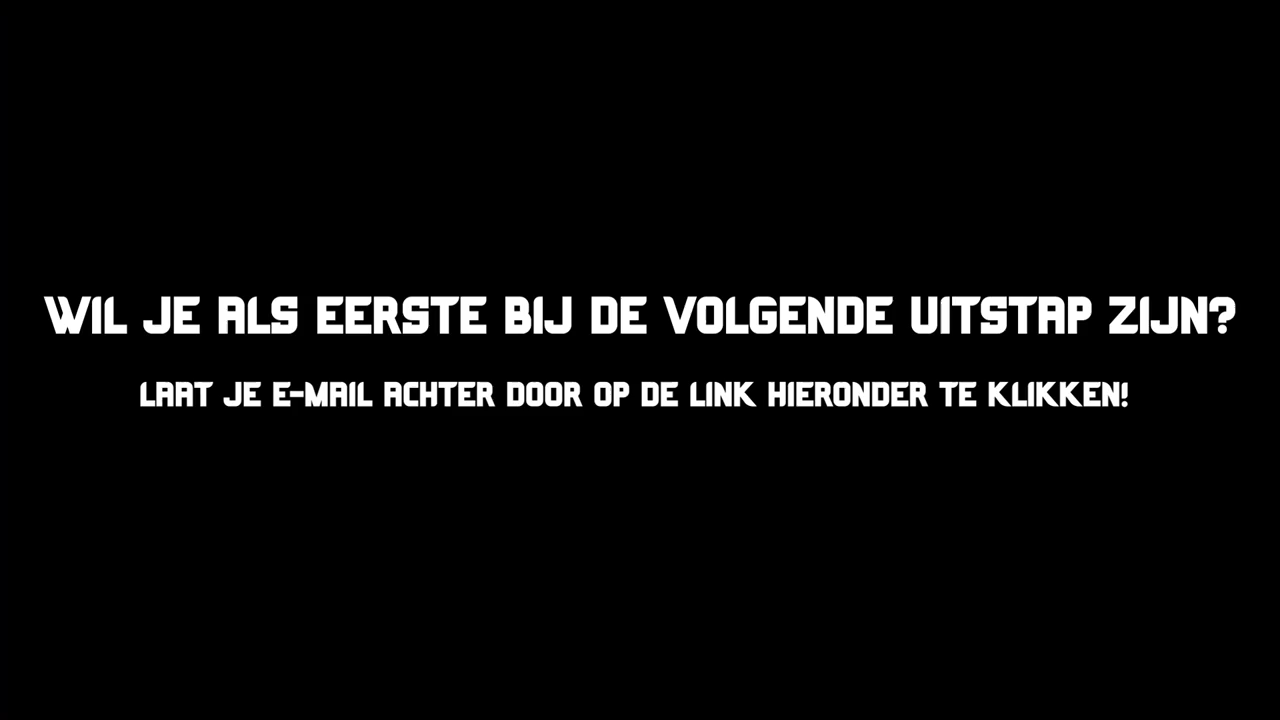 WIL JE ALS EERSTE BIJ DE VOLGENDE UITSTAP ZIJN?
LAAT JE E-MAIL ACHTER DOOR OP DE LINK HIERONDER TE KLIKKEN!